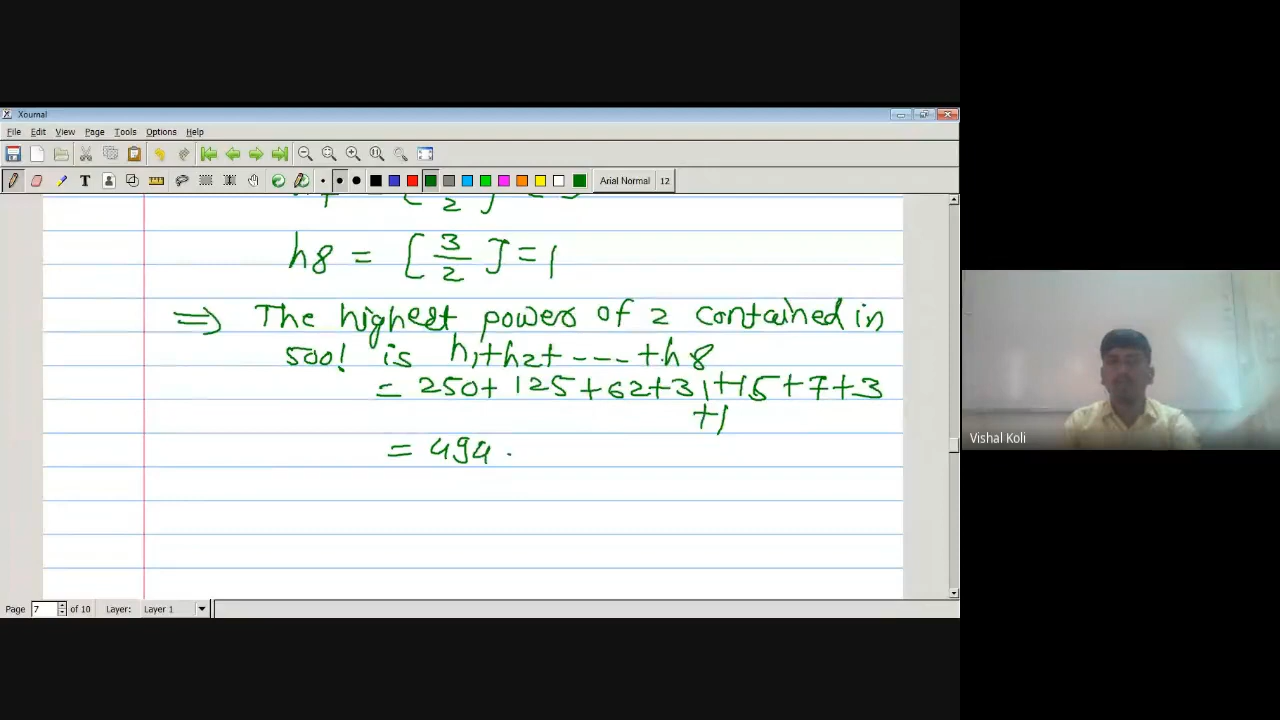 Xournal
File Edit View Page Tools Options Help
Arial Normal 12
h8 = [3/2] = 1
⇒ The highest power of 2 contained in
500! is h1+h2+ --- +h8
= 250+ 125+62+31+15+7+3
+1
= 494.
Page 7 of 10 Layer: Layer 1
Vishal Koli